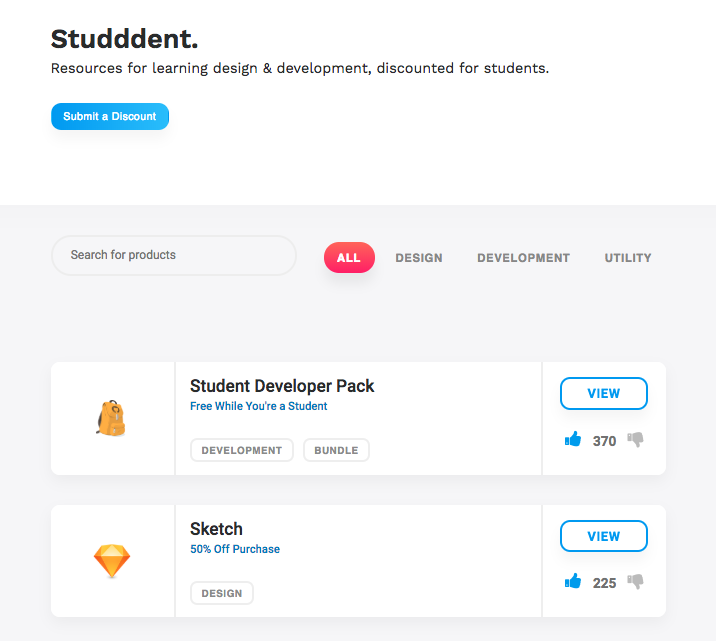 Studddent.
Resources for learning design & development, discounted for students.
Submit a Discount
Search for products
ALL
DESIGN
DEVELOPMENT
UTILITY
Student Developer Pack
Free While You're a Student
DEVELOPMENT
BUNDLE
VIEW
370
Sketch
50% Off Purchase
DESIGN
VIEW
225